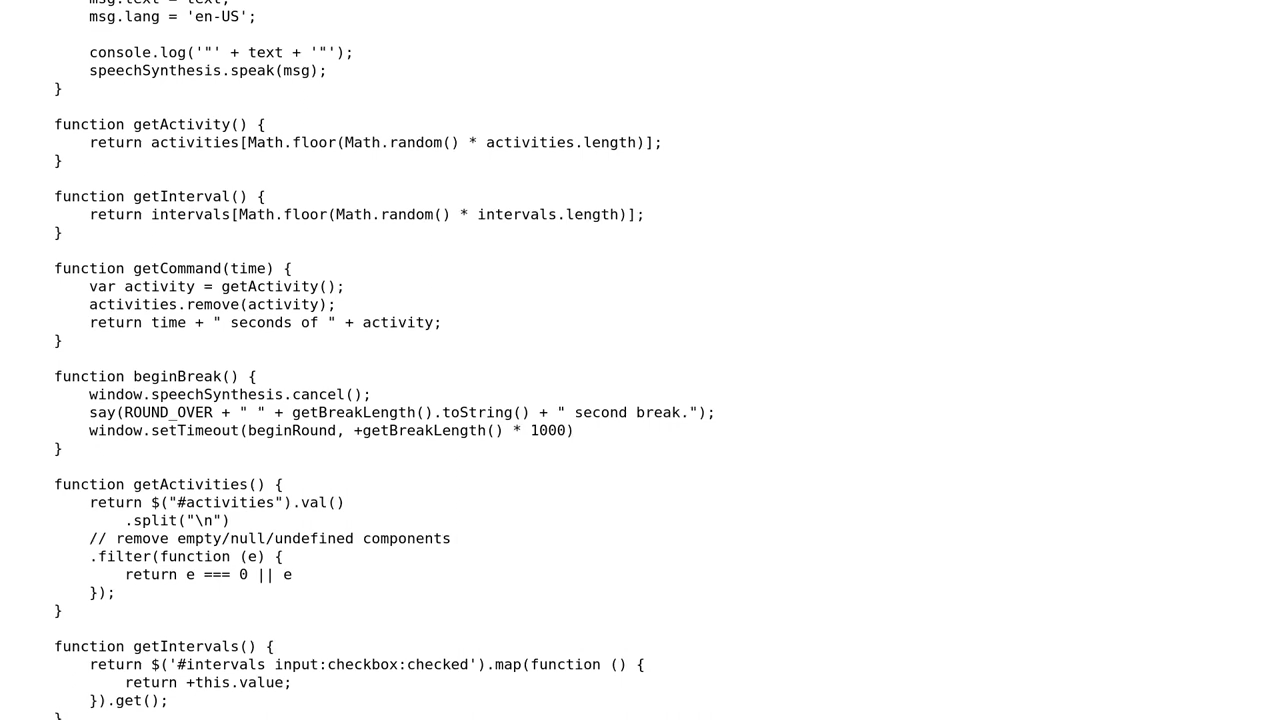 msg.text = text;
msg.lang = 'en-US';
console.log('"' + text + '"');
speechSynthesis.speak(msg);
}
function getActivity() {
return activities[Math.floor(Math.random() * activities.length)];
}
function getInterval() {
return intervals[Math.floor(Math.random() * intervals.length)];
}
function getCommand(time) {
var activity = getActivity();
activities.remove(activity);
return time + " seconds of " + activity;
}
function beginBreak() {
window.speechSynthesis.cancel();
say(ROUND_OVER + " " + getBreakLength().toString() + " second break.");
window.setTimeout(beginRound, +getBreakLength() * 1000)
}
function getActivities() {
return $("#activities").val()
.split("\n")
// remove empty/null/undefined components
.filter(function (e) {
return e === 0 || e
});
}
function getIntervals() {
return $('#intervals input:checkbox:checked').map(function () {
return +this.value;
}).get();
}